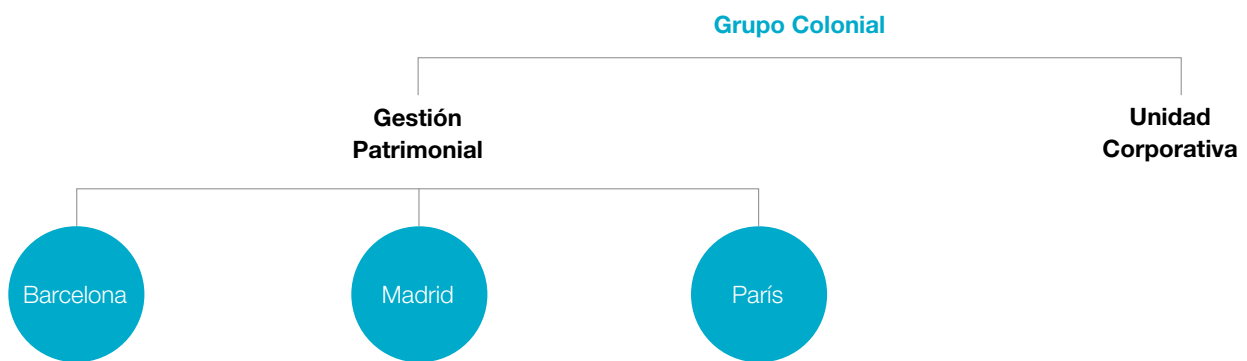 Grupo Colonial
Gestión
Patrimonial
Unidad
Corporativa
Barcelona
Madrid
París